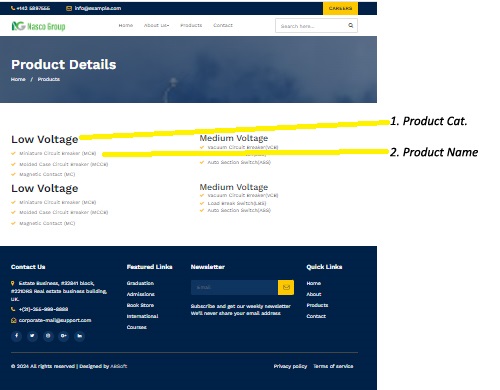 +142 5897555 info@example.com CAREERS
Nasco Group Home About us Products Contact Search here...
Product Details
Home / Products
1. Product Cat.
Low Voltage Medium Voltage
2. Product Name
Miniature Circuit Breaker (MCB) Vacuum Circuit Breaker(VCB)
Molded Case Circuit Breaker (MCCB)
Auto Section Switch(ASS)
Magnetic Contact (MC)
Low Voltage Medium Voltage
Miniature Circuit Breaker (MCB) Vacuum Circuit Breaker(VCB)
Load Break Switch(LBS)
Molded Case Circuit Breaker (MCCB) Auto Section Switch(ASS)
Magnetic Contact (MC)
Contact Us Featured Links Newsletter Quick Links
Estate Business, #32841 block, Graduation Email Home
#221DRS Real estate business building, Admissions About
UK. Book Store Subscribe and get our weekly newsletter Products
+(21)-255-999-8888 International We'll never share your email address Contact
corporate-mail@support.com Courses
© 2024 All rights reserved | Designed by ABSoft Privacy policy Terms of service